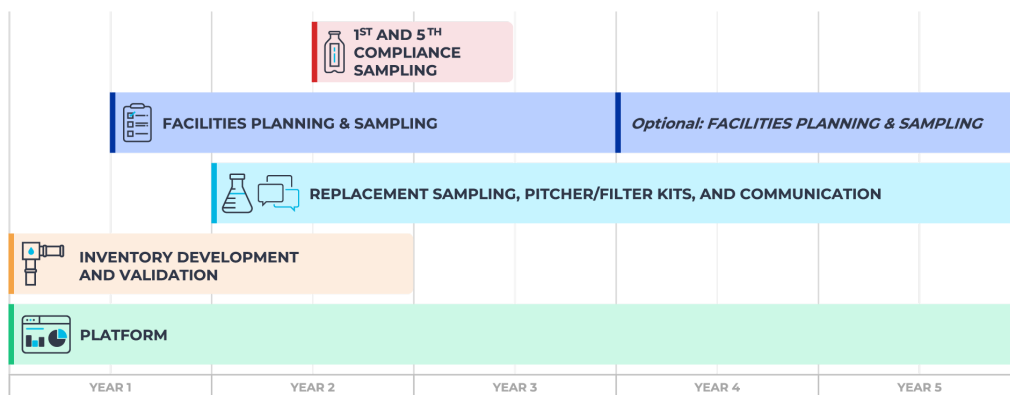 1ST AND 5TH
COMPLIANCE
SAMPLING
FACILITIES PLANNING & SAMPLING
Optional: FACILITIES PLANNING & SAMPLING
REPLACEMENT SAMPLING, PITCHER/FILTER KITS, AND COMMUNICATION
INVENTORY DEVELOPMENT
AND VALIDATION
PLATFORM
YEAR 1
YEAR 2
YEAR 3
YEAR 4
YEAR 5